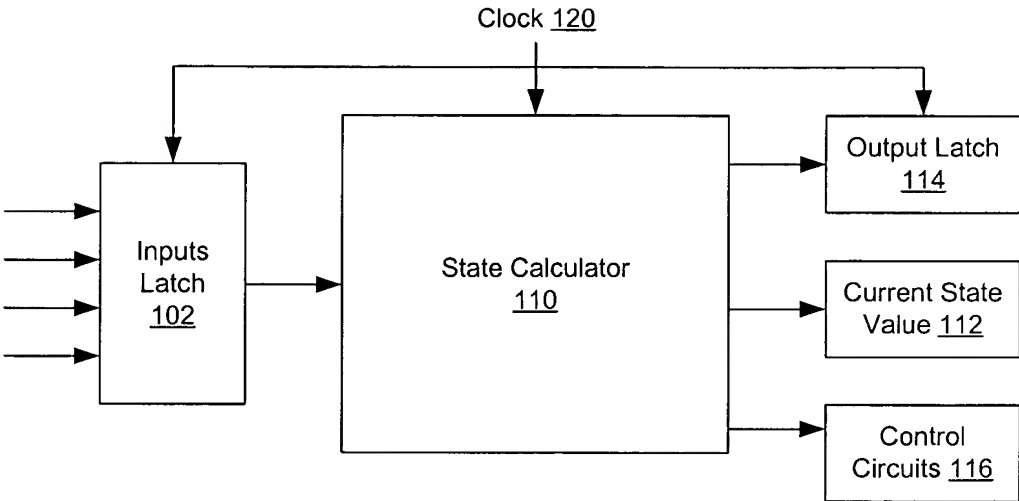 Clock 120
Inputs
Latch
102
State Calculator
110
Output Latch
114
Current State
Value 112
Control
Circuits 116